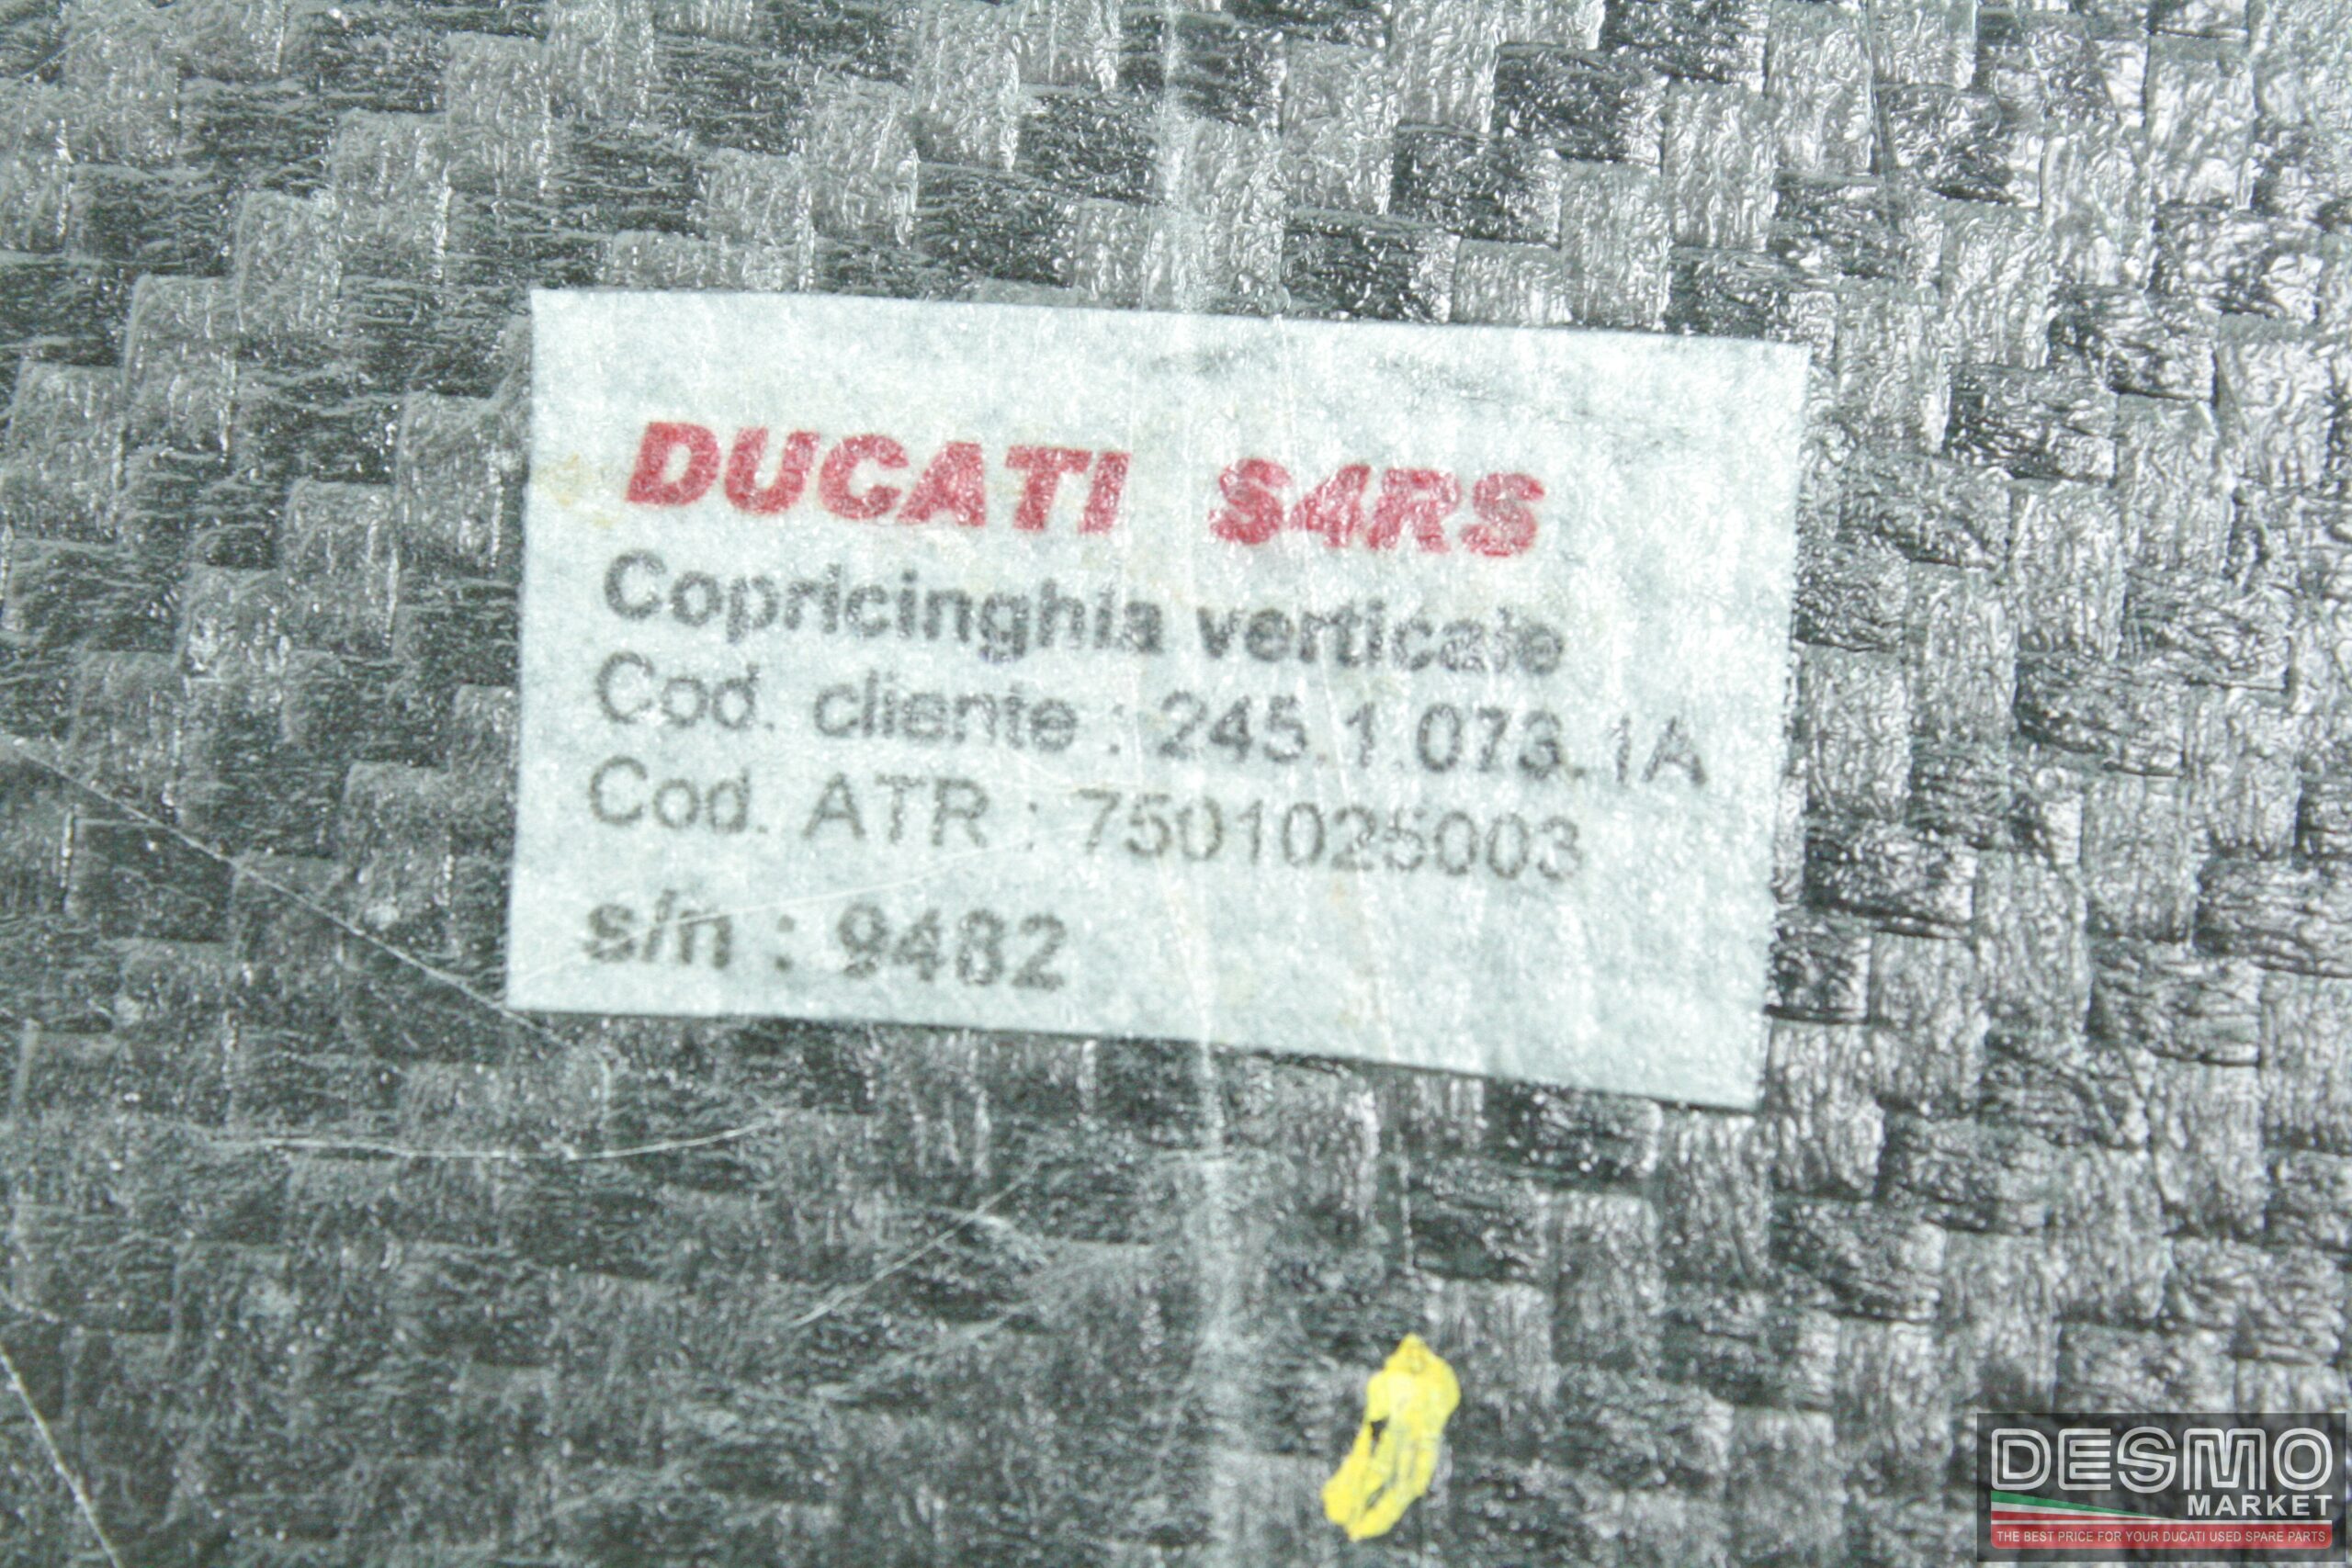 DUCATI S4RS
Copricinghia verticale
Cod. cliente : 245.1.073.1A
Cod. ATR : 7501025003
s/n : 9482
DESMO
MARKET
THE BEST PRICE FOR YOUR DUCATI USED SPARE PARTS